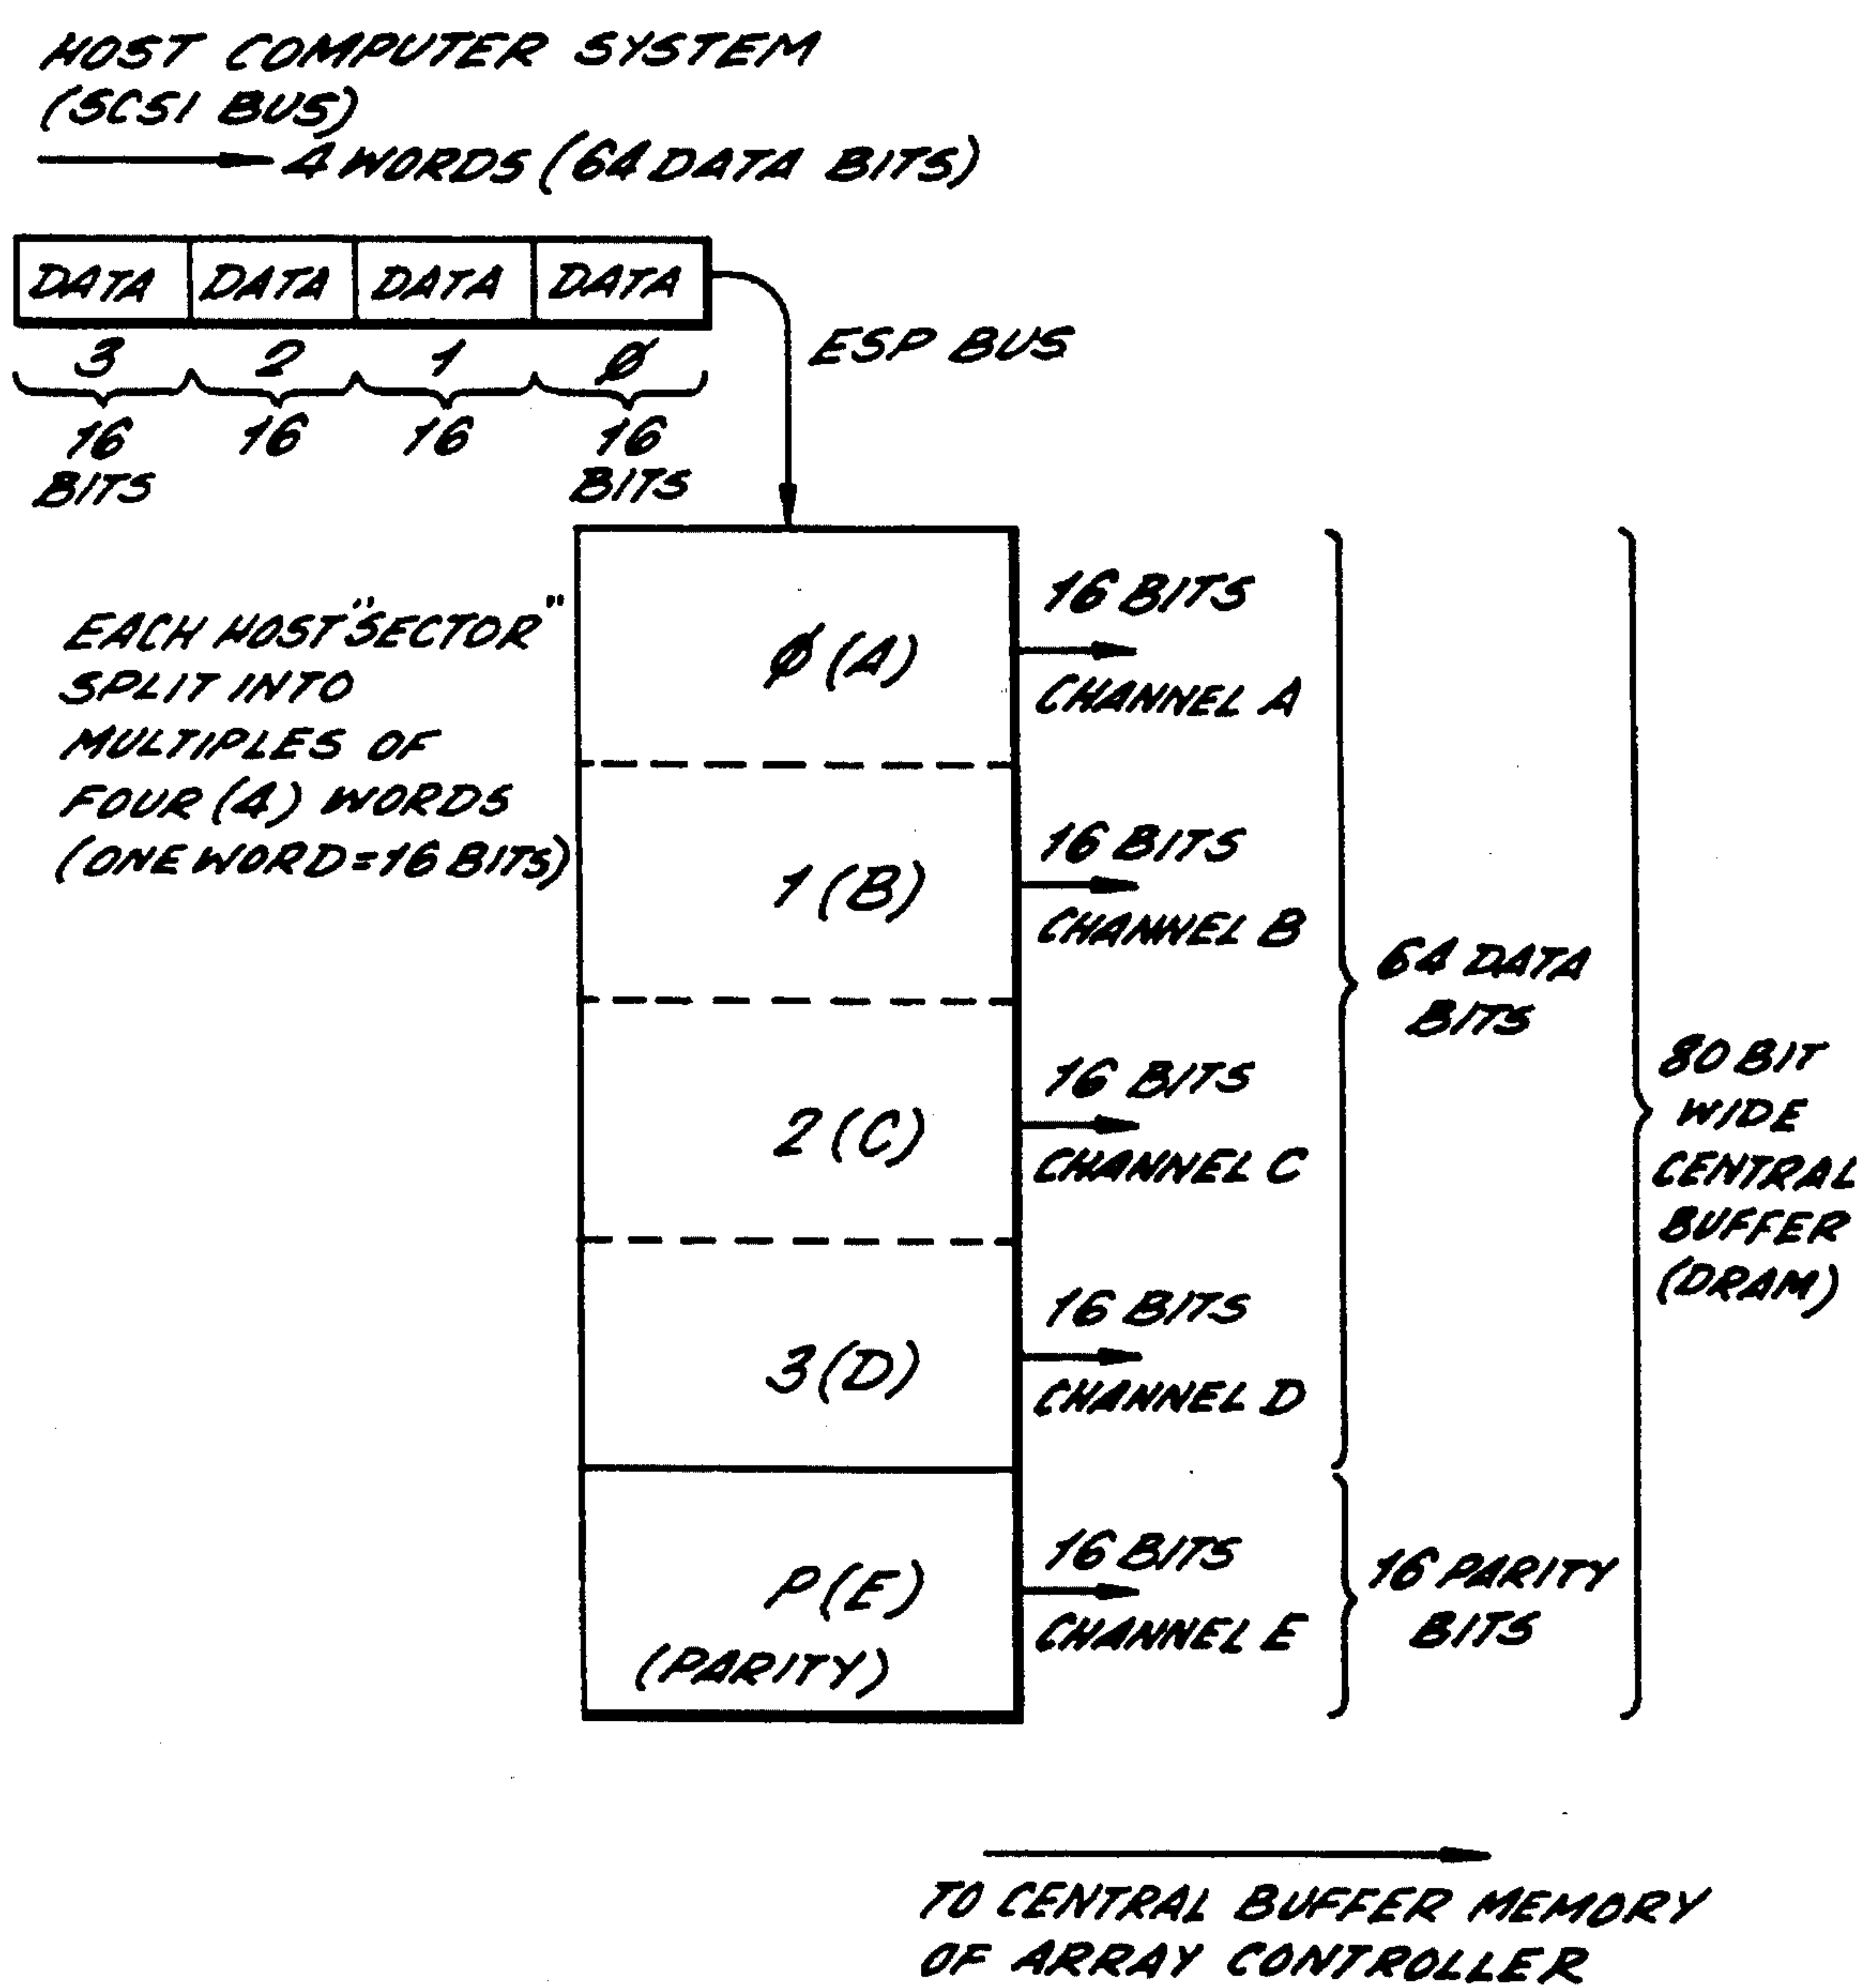 HOST COMPUTER SYSTEM
(SCSI BUS)
4 WORDS (64 DATA BITS)
DATA DATA DATA DATA
3 2 1 Ø
16 16 16 16
BITS BITS
ESP BUS
EACH HOST "SECTOR"
SPLIT INTO
MULTIPLES OF
FOUR (4) WORDS
(ONE WORD=16 BITS)
Ø (A)
16 BITS
CHANNEL A
1 (B)
16 BITS
CHANNEL B
2 (C)
16 BITS
CHANNEL C
3 (D)
16 BITS
CHANNEL D
P(E)
(PARITY)
16 BITS
CHANNEL E
64 DATA
BITS
16 PARITY
BITS
80 BIT
WIDE
CENTRAL
BUFFER
(DRAM)
TO CENTRAL BUFFER MEMORY
OF ARRAY CONTROLLER